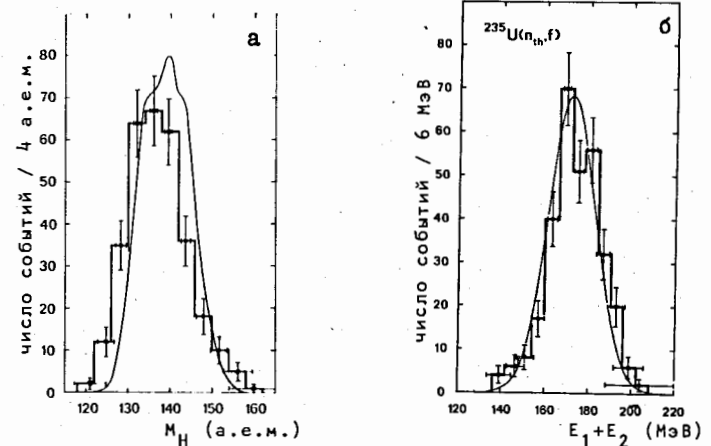 а
число событий / 4 а.е.м.
80
70
60
50
40
30
20
10
0
120 130 140 150 160
M_H (а.е.м.)
б
²³⁵U(n_th,f)
число событий / 6 МэВ
80
70
60
50
40
30
20
10
0
120 140 160 180 200 220
E₁+E₂ (МэВ)